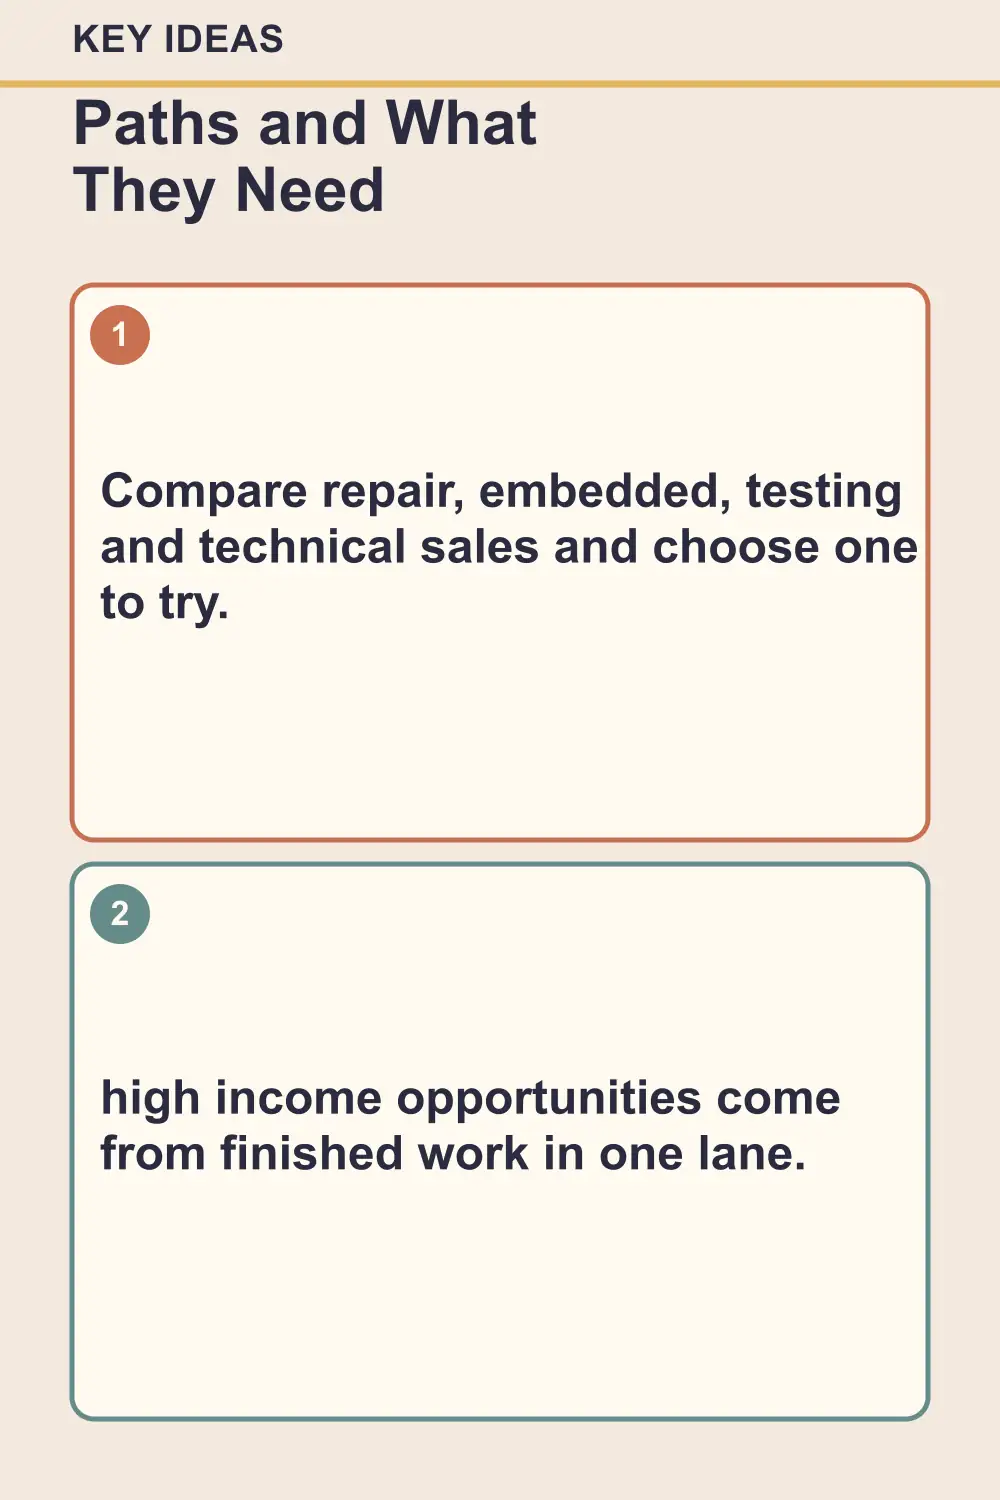 KEY IDEAS
Paths and What
They Need
1
Compare repair, embedded, testing
and technical sales and choose one
to try.
2
high income opportunities come
from finished work in one lane.